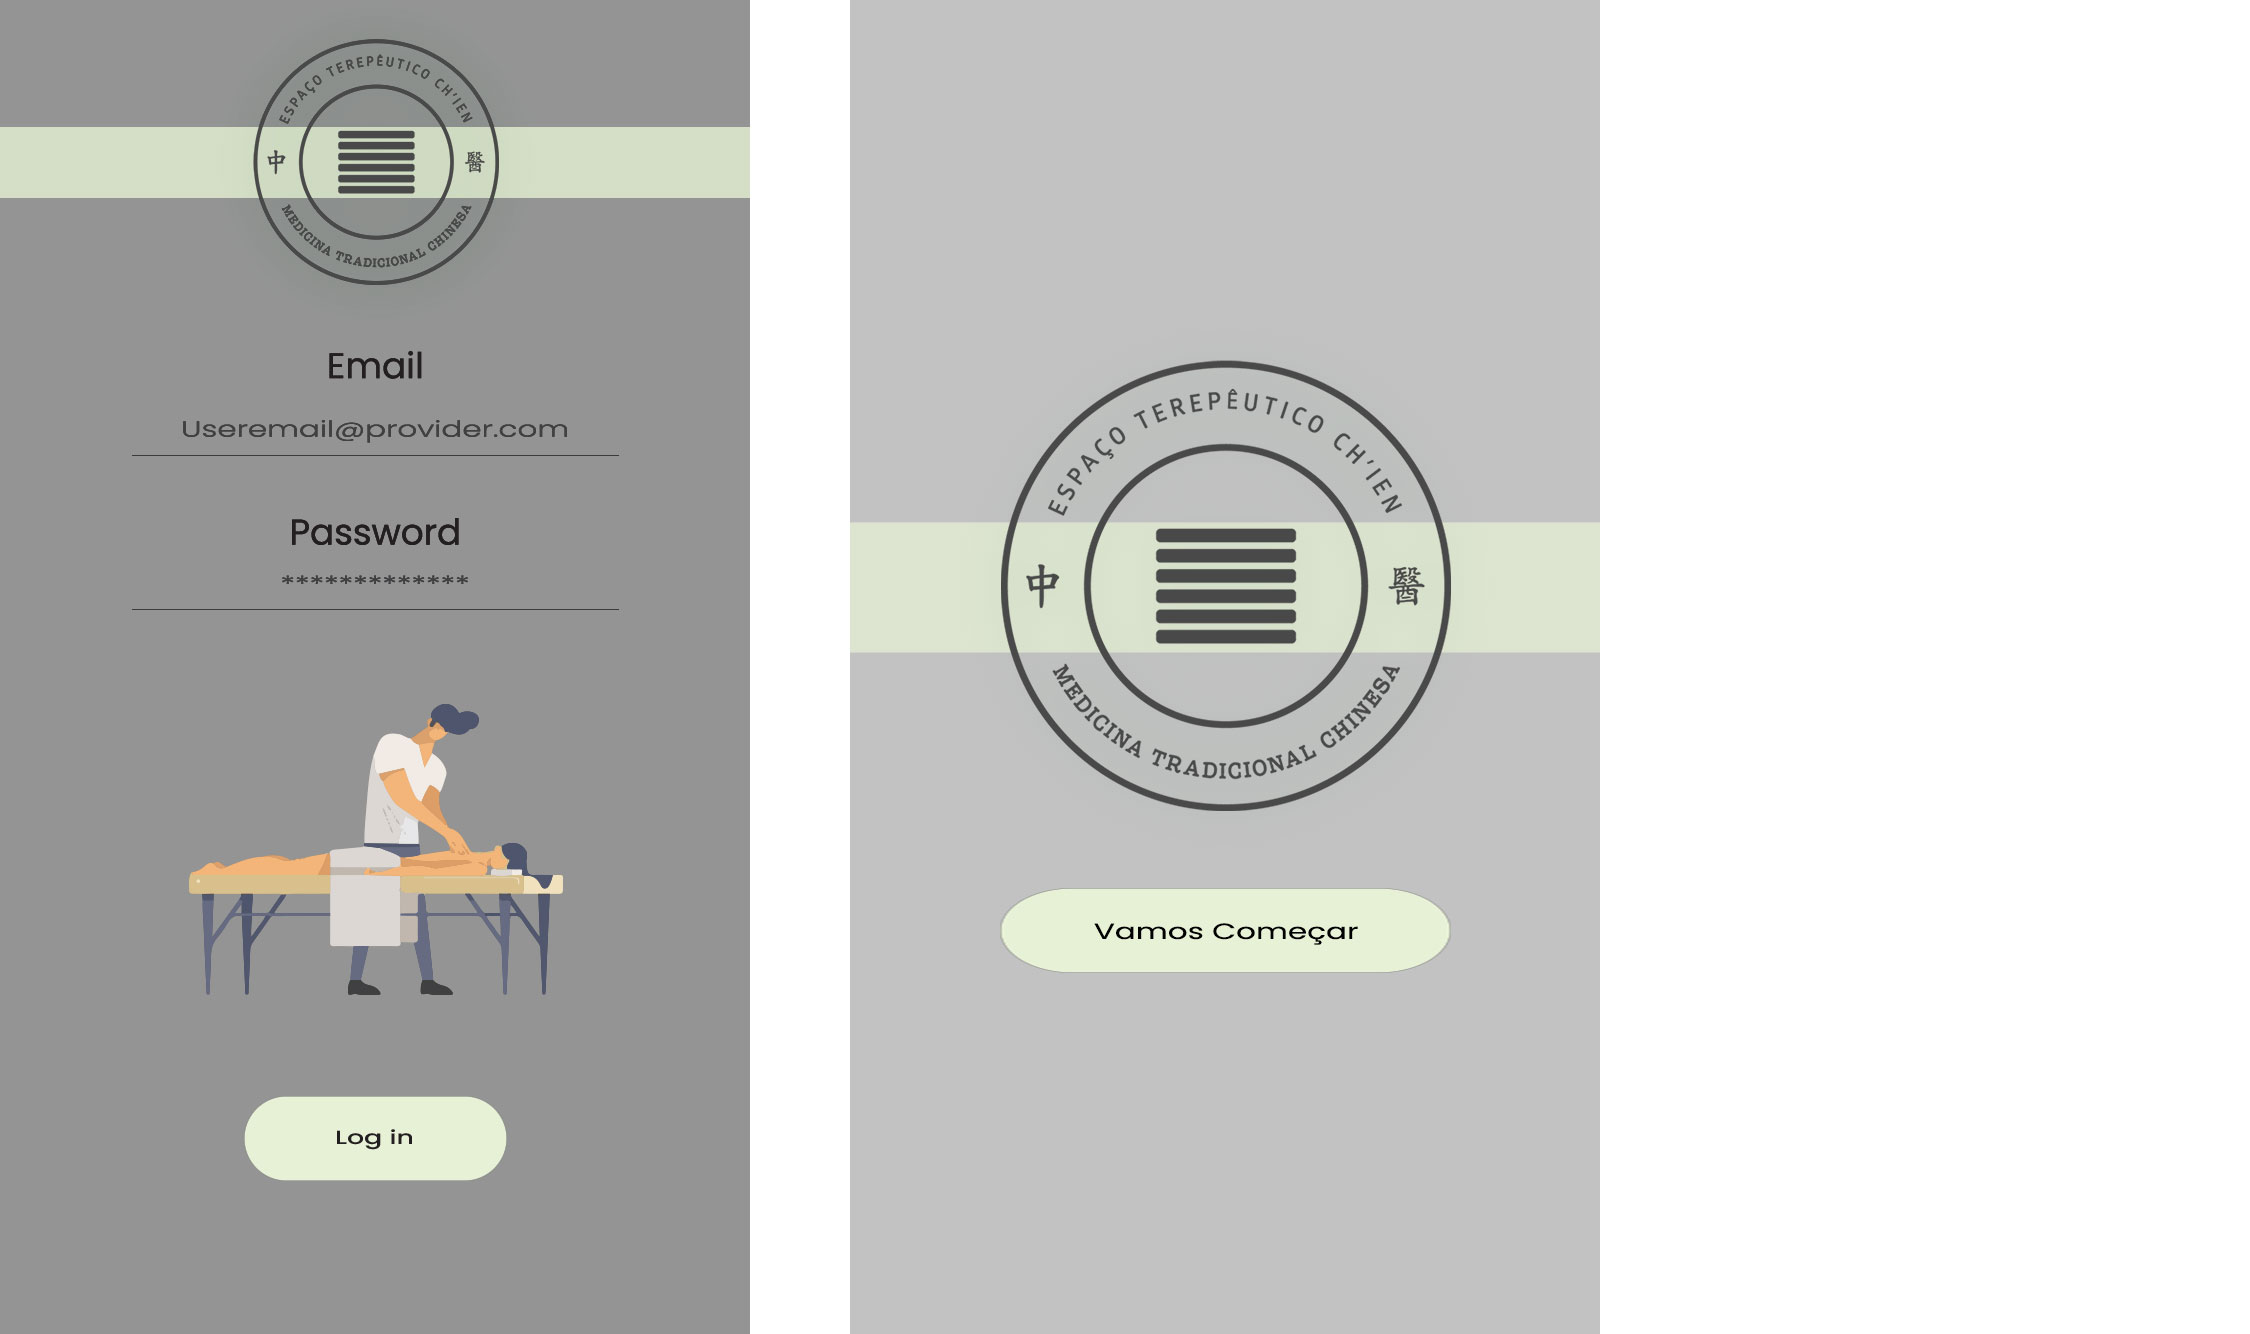 ESPAÇO TEREPÊUTICO CH'IEN
中 醫
MEDICINA TRADICIONAL CHINESA
Email
Useremail@provider.com
Password
*************
Log in
ESPAÇO TEREPÊUTICO CH'IEN
中 醫
MEDICINA TRADICIONAL CHINESA
Vamos Começar